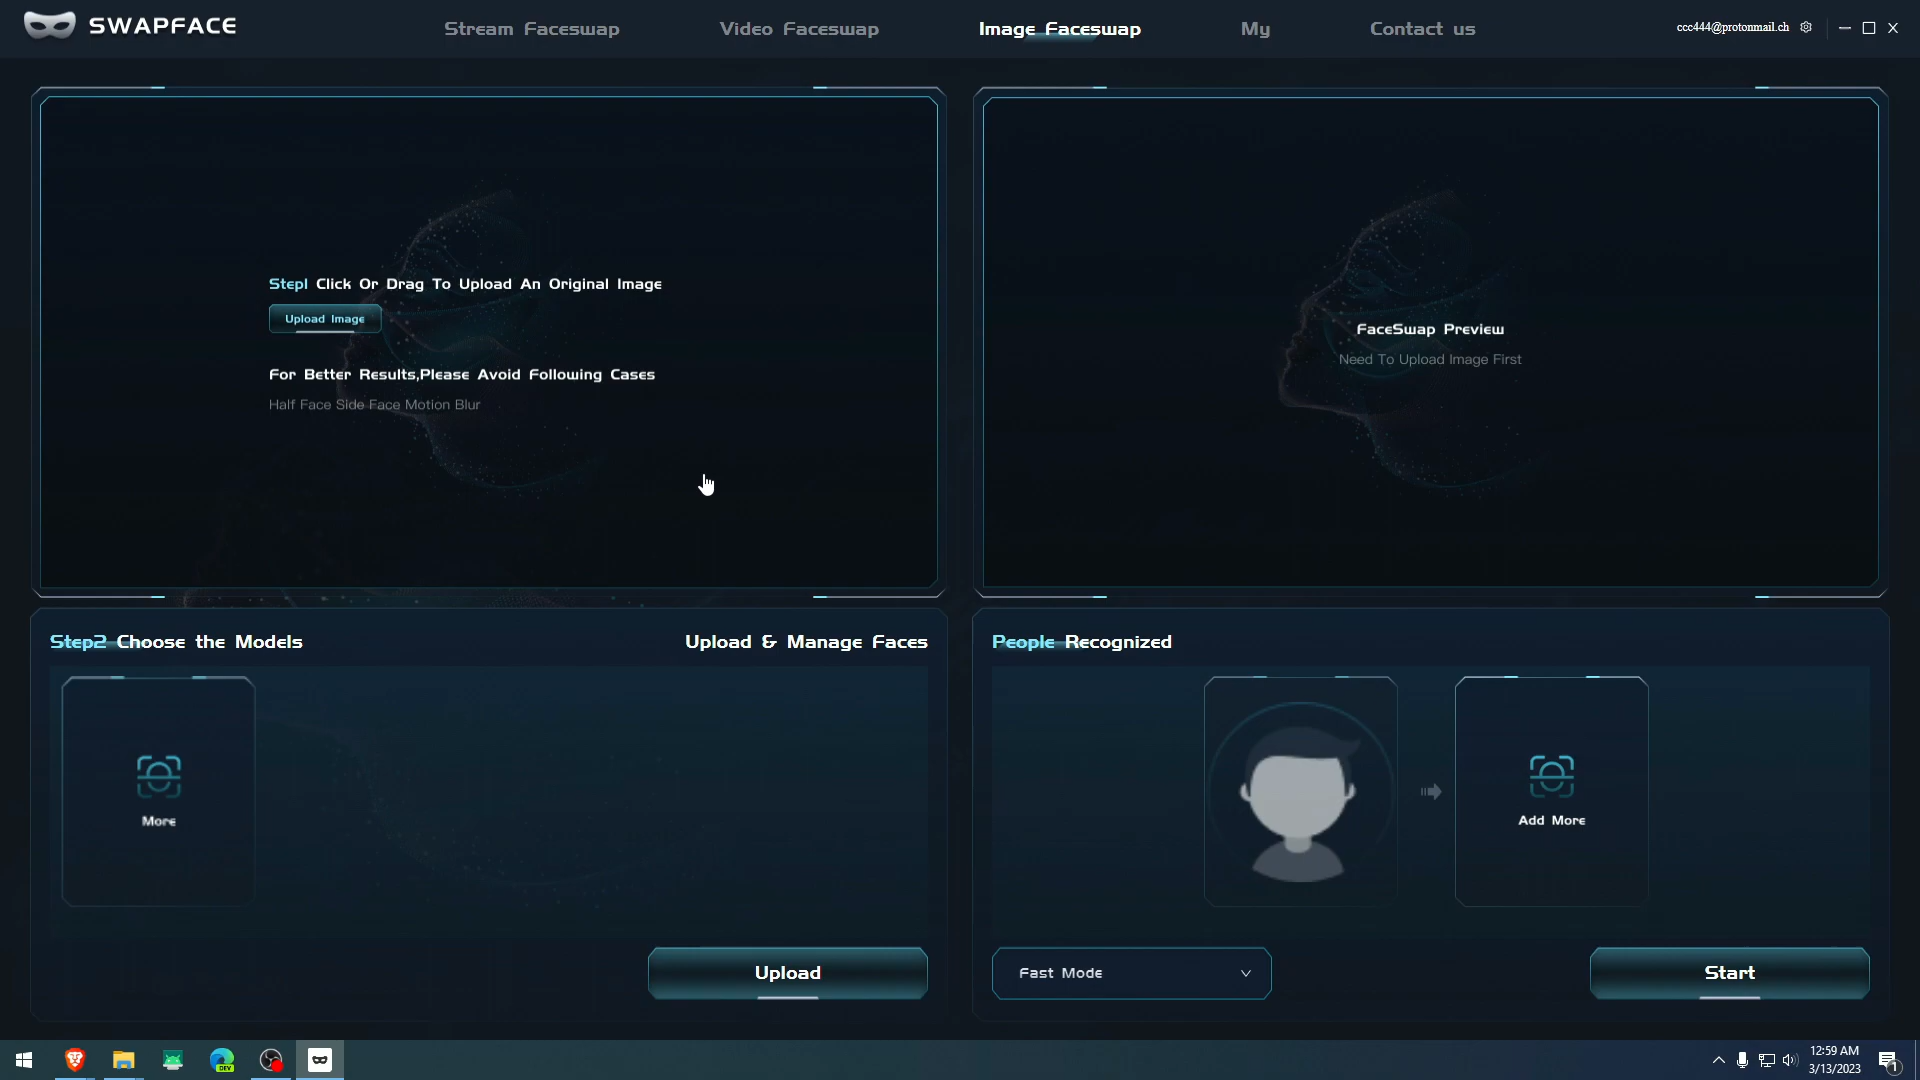 SWAPFACE
Stream Faceswap
Video Faceswap
Image Faceswap
My
Contact us
ccc444@protonmail.ch
Step1 Click Or Drag To Upload An Original Image
Upload Image
For Better Results,Please Avoid Following Cases
Half Face Side Face Motion Blur
FaceSwap Preview
Need To Upload Image First
Step2 Choose the Models
Upload & Manage Faces
More
Upload
People Recognized
Add More
Fast Mode
Start
DEV
12:59 AM
3/13/2023
1